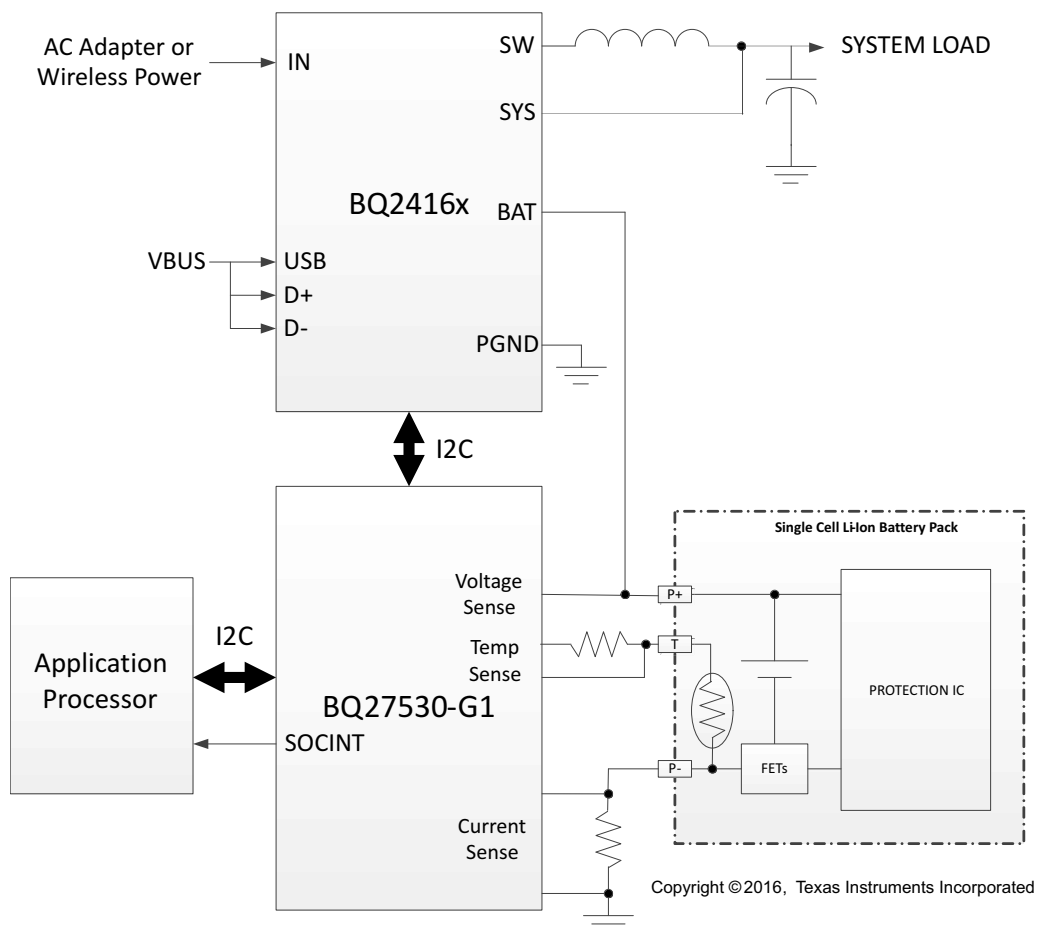 AC Adapter or
Wireless Power
IN
SW
SYSTEM LOAD
SYS
BQ2416x
BAT
VBUS
USB
D+
D-
PGND
I2C
Single Cell Li-Ion Battery Pack
Voltage
Sense
P+
I2C
Temp
Sense
T
Application
Processor
BQ27530-G1
PROTECTION IC
SOCINT
P-
FETs
Current
Sense
Copyright © 2016, Texas Instruments Incorporated